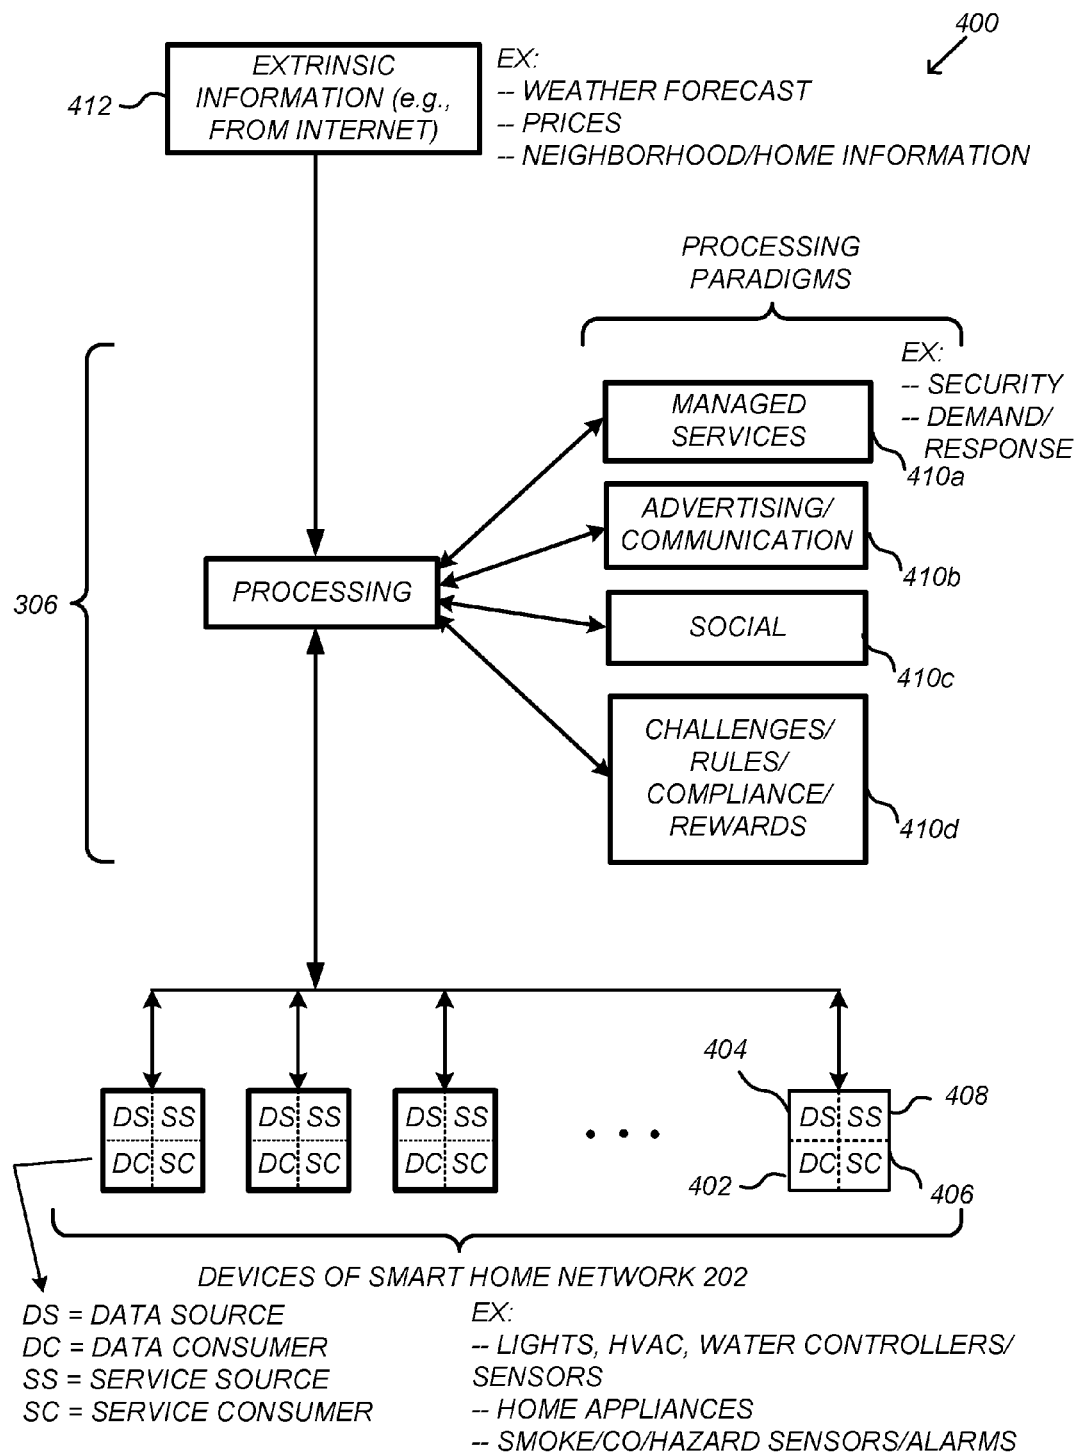 400
EXTRINSIC
INFORMATION (e.g.,
FROM INTERNET)
412
EX:
-- WEATHER FORECAST
-- PRICES
-- NEIGHBORHOOD/HOME INFORMATION
PROCESSING
PARADIGMS
EX:
-- SECURITY
-- DEMAND/
RESPONSE
MANAGED
SERVICES
410a
ADVERTISING/
COMMUNICATION
410b
PROCESSING
306
SOCIAL
410c
CHALLENGES/
RULES/
COMPLIANCE/
REWARDS
410d
404
408
DS SS
DC SC
DS SS
DC SC
DS SS
DC SC
DS SS
DC SC
402
406
DEVICES OF SMART HOME NETWORK 202
DS = DATA SOURCE
DC = DATA CONSUMER
SS = SERVICE SOURCE
SC = SERVICE CONSUMER
EX:
-- LIGHTS, HVAC, WATER CONTROLLERS/
SENSORS
-- HOME APPLIANCES
-- SMOKE/CO/HAZARD SENSORS/ALARMS